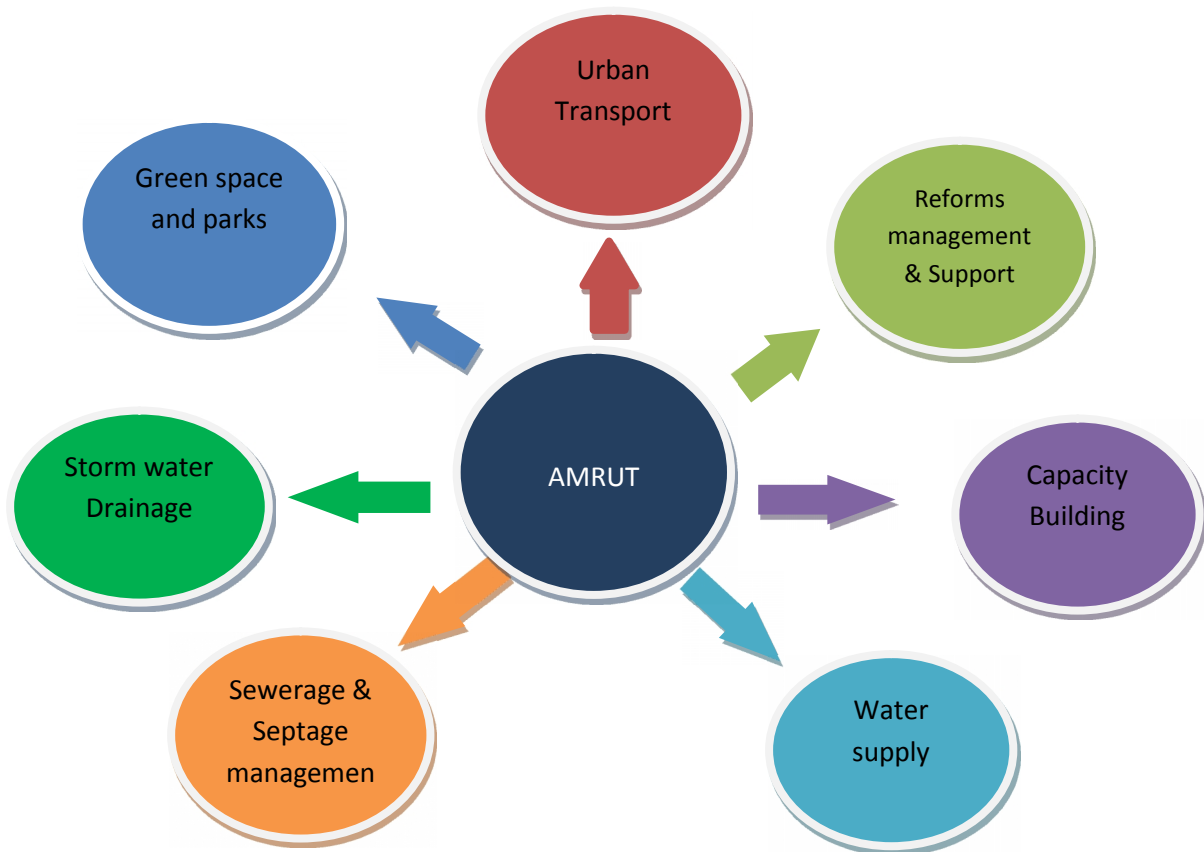 Urban
Transport
Green space
and parks
Reforms
management
& Support
Storm water
Drainage
AMRUT
Capacity
Building
Sewerage &
Septage
managemen
Water
supply